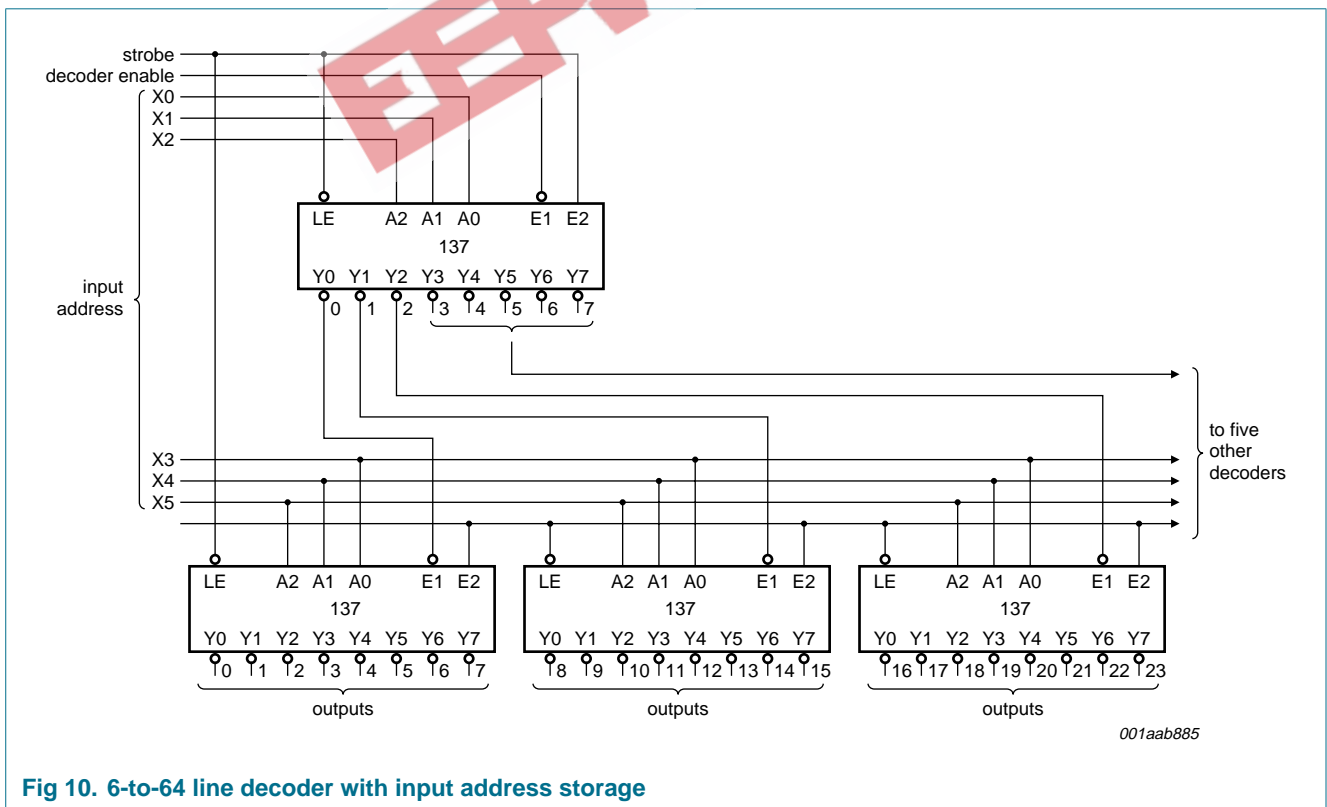 strobe
decoder enable
X0
X1
X2
LE A2 A1 A0 E1 E2
137
Y0 Y1 Y2 Y3 Y4 Y5 Y6 Y7
0 1 2 3 4 5 6 7
input
address
to five
other
decoders
X3
X4
X5
LE A2 A1 A0 E1 E2 LE A2 A1 A0 E1 E2 LE A2 A1 A0 E1 E2
137 137 137
Y0 Y1 Y2 Y3 Y4 Y5 Y6 Y7 Y0 Y1 Y2 Y3 Y4 Y5 Y6 Y7 Y0 Y1 Y2 Y3 Y4 Y5 Y6 Y7
0 1 2 3 4 5 6 7 8 9 10 11 12 13 14 15 16 17 18 19 20 21 22 23
outputs outputs outputs
001aab885
Fig 10. 6-to-64 line decoder with input address storage